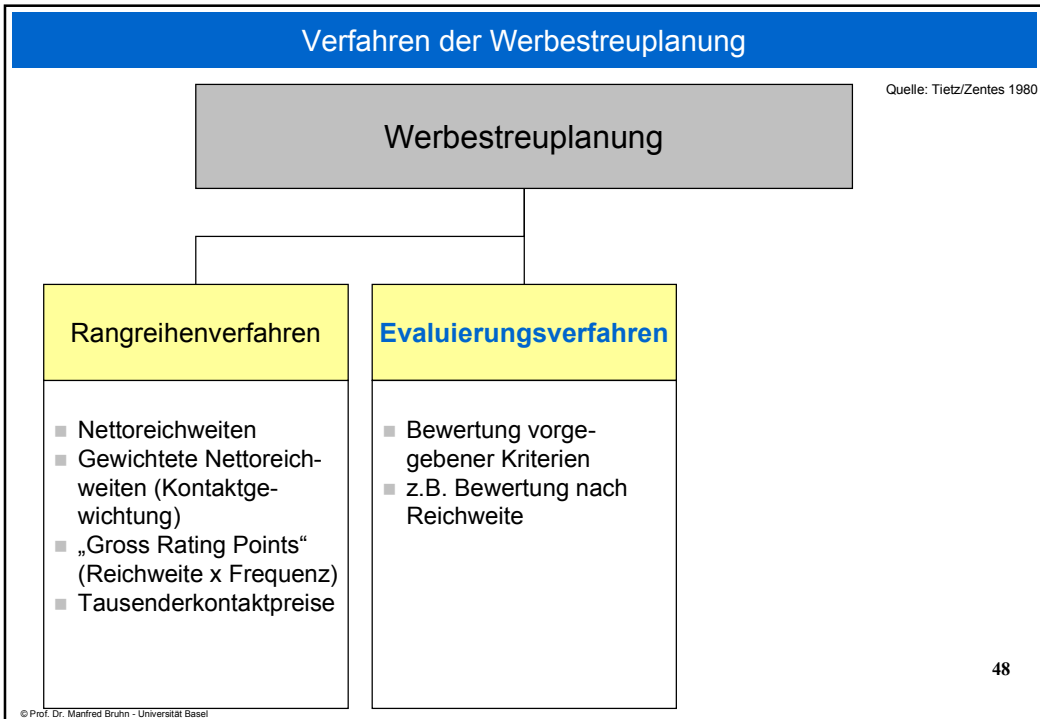 Verfahren der Werbestreuplanung
Quelle: Tietz/Zentes 1980
Werbestreuplanung
Rangreihenverfahren
Nettoreichweiten
Gewichtete Nettoreich-
weiten (Kontaktge-
wichtung)
„Gross Rating Points“
(Reichweite x Frequenz)
Tausenderkontaktpreise
Evaluierungsverfahren
Bewertung vorge-
gebener Kriterien
z.B. Bewertung nach
Reichweite
48
© Prof. Dr. Manfred Bruhn - Universität Basel